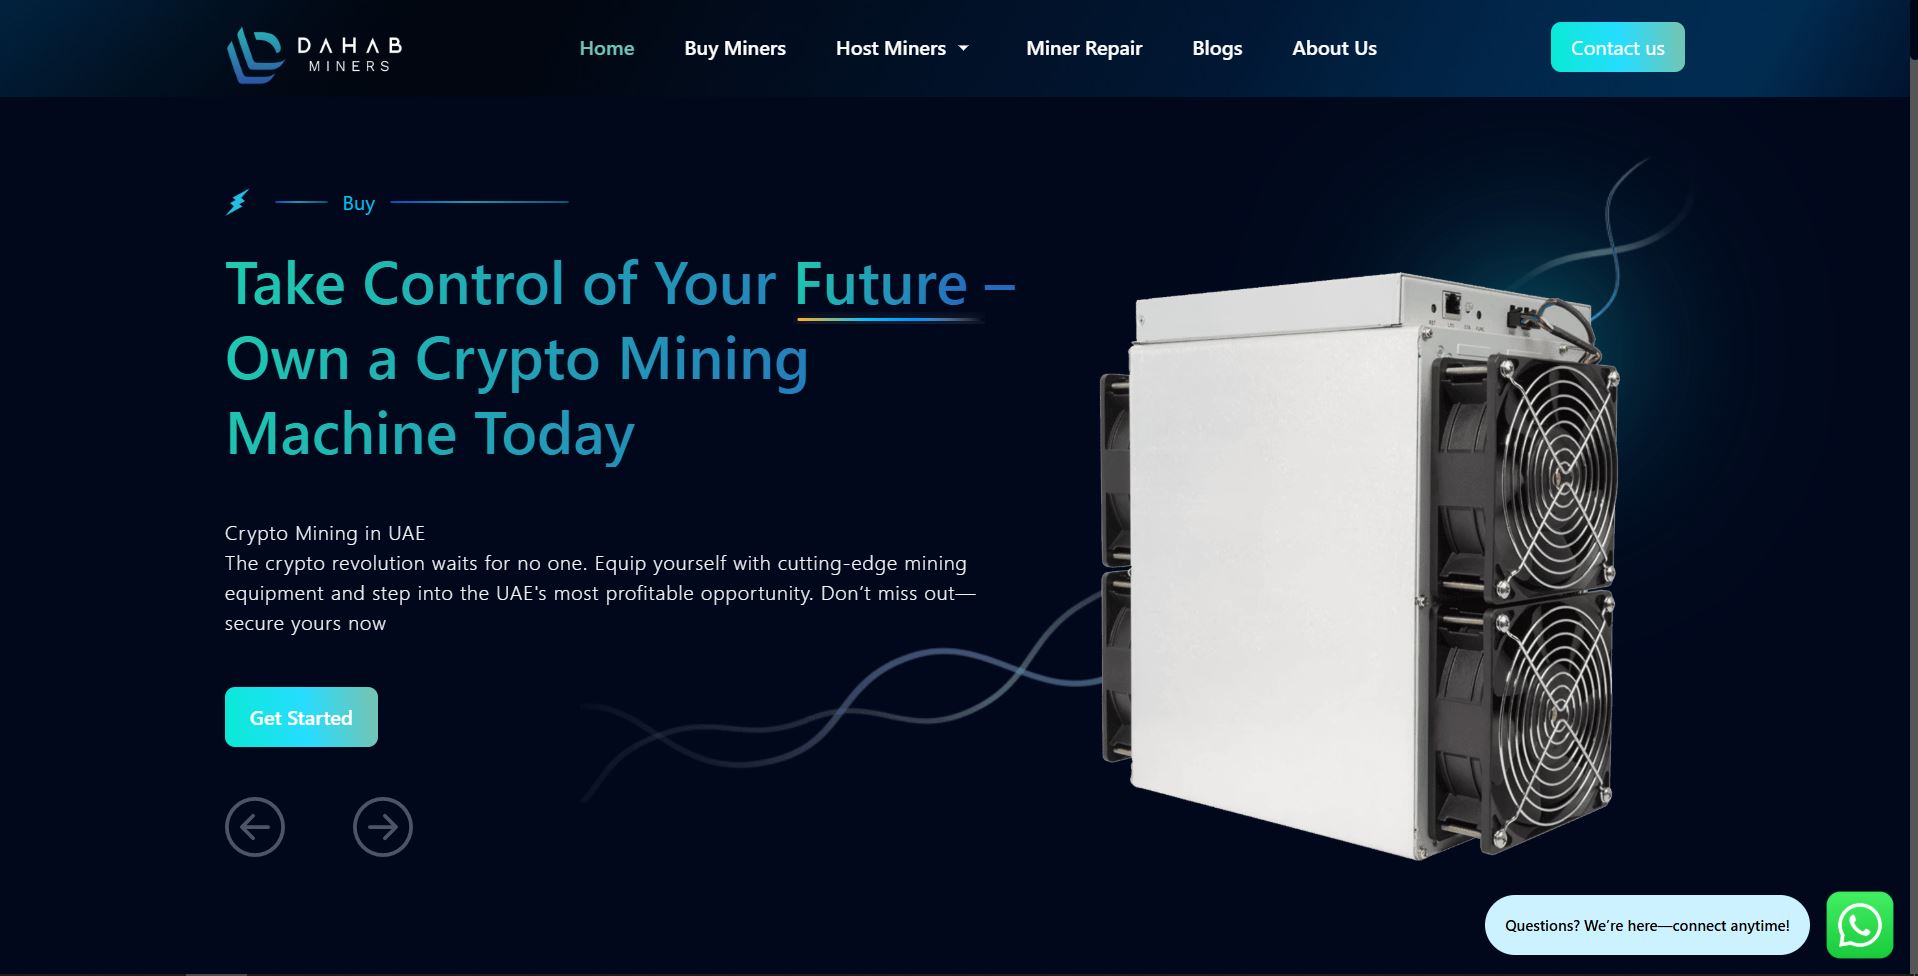 DAHAB
MINERS
Home
Buy Miners
Host Miners
Miner Repair
Blogs
About Us
Contact us
Buy
Take Control of Your Future –
Own a Crypto Mining
Machine Today
Crypto Mining in UAE
The crypto revolution waits for no one. Equip yourself with cutting-edge mining
equipment and step into the UAE's most profitable opportunity. Don’t miss out—
secure yours now
Get Started
Questions? We’re here—connect anytime!